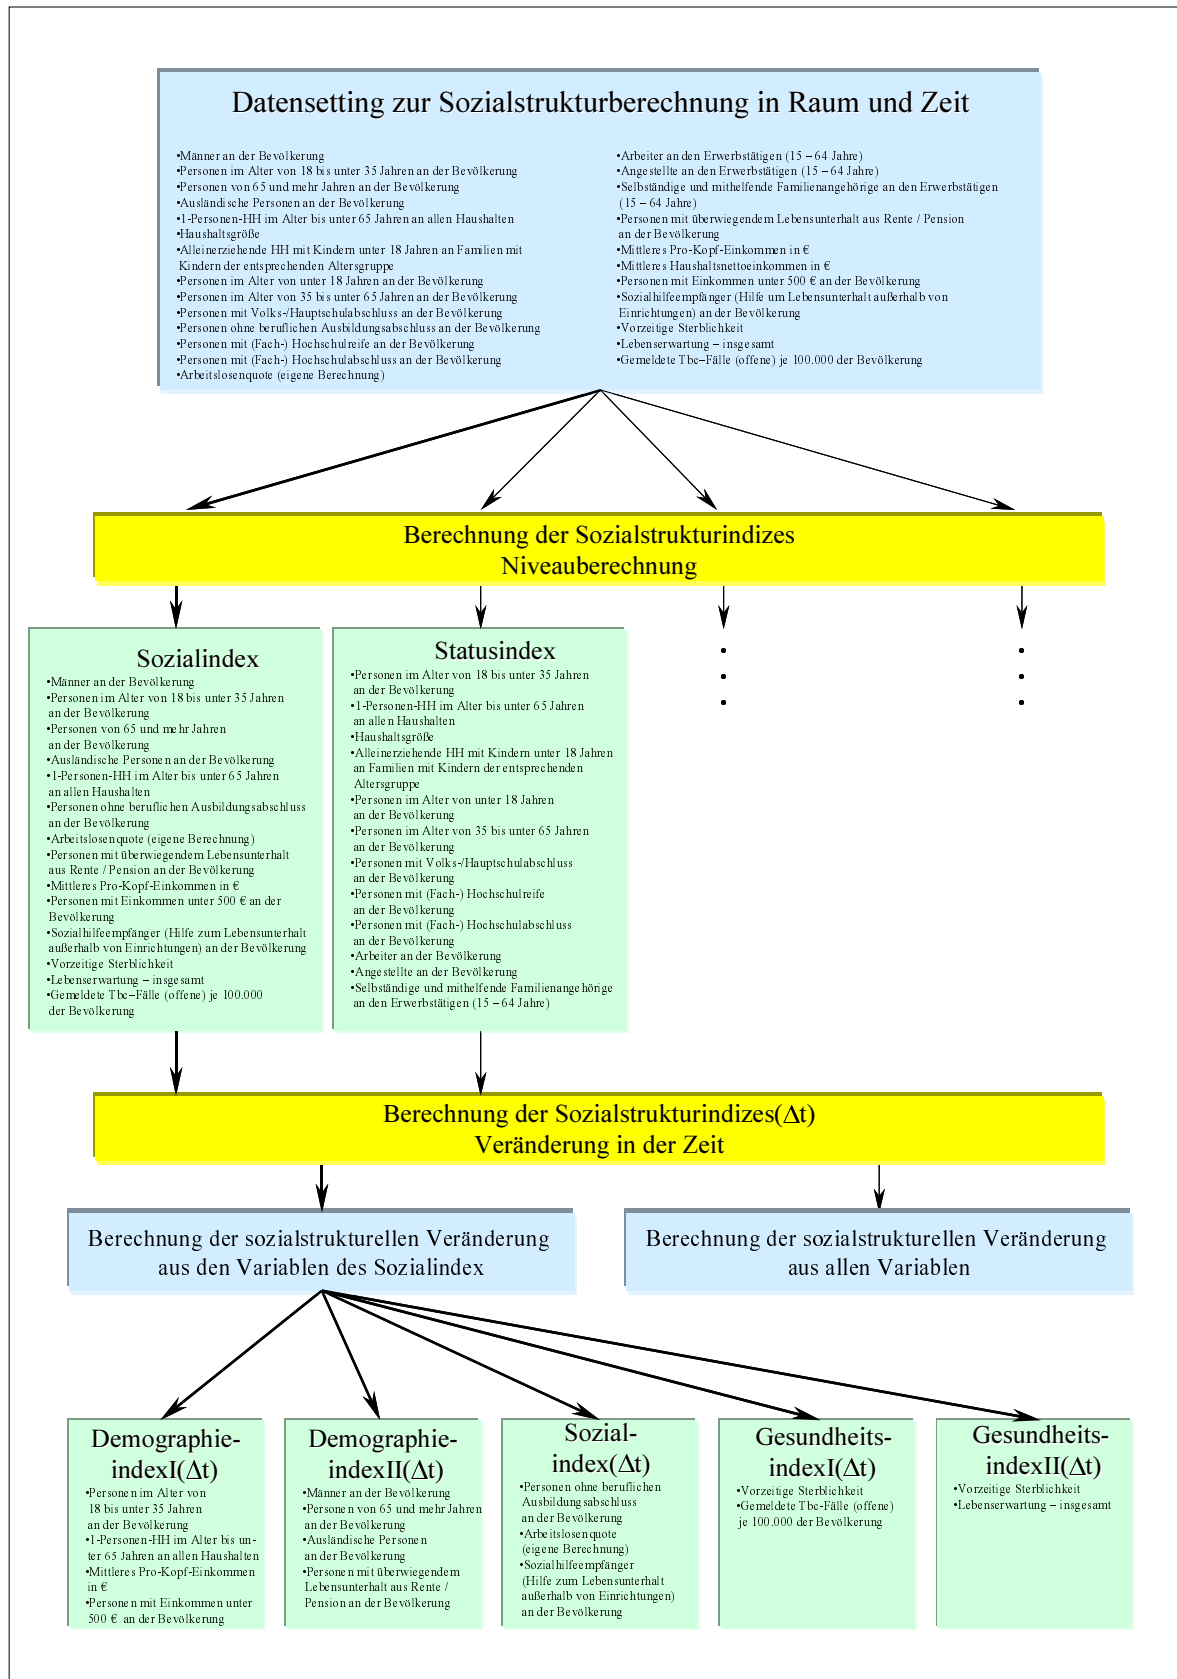 Datensetting zur Sozialstrukturberechnung in Raum und Zeit
•Männer an der Bevölkerung
•Personen im Alter von 18 bis unter 35 Jahren an der Bevölkerung
•Personen von 65 und mehr Jahren an der Bevölkerung
•Ausländische Personen an der Bevölkerung
•1-Personen-HH im Alter bis unter 65 Jahren an allen Haushalten
•Haushaltsgröße
•Alleinerziehende HH mit Kindern unter 18 Jahren an Familien mit
Kindern der entsprechenden Altersgruppe
•Personen im Alter von unter 18 Jahren an der Bevölkerung
•Personen im Alter von 35 bis unter 65 Jahren an der Bevölkerung
•Personen mit Volks-/Hauptschulabschluss an der Bevölkerung
•Personen ohne beruflichen Ausbildungsabschluss an der Bevölkerung
•Personen mit (Fach-) Hochschulreife an der Bevölkerung
•Personen mit (Fach-) Hochschulabschluss an der Bevölkerung
•Arbeitslosenquote (eigene Berechnung)
•Arbeiter an den Erwerbstätigen (15 – 64 Jahre)
•Angestellte an den Erwerbstätigen (15 – 64 Jahre)
•Selbständige und mithelfende Familienangehörige an den Erwerbstätigen
(15 – 64 Jahre)
•Personen mit überwiegendem Lebensunterhalt aus Rente / Pension
an der Bevölkerung
•Mittleres Pro-Kopf-Einkommen in €
•Mittleres Haushaltsnettoeinkommen in €
•Personen mit Einkommen unter 500 € an der Bevölkerung
•Sozialhilfeempfänger (Hilfe um Lebensunterhalt außerhalb von
Einrichtungen) an der Bevölkerung
•Vorzeitige Sterblichkeit
•Lebenserwartung – insgesamt
•Gemeldete Tbc–Fälle (offene) je 100.000 der Bevölkerung
Berechnung der Sozialstrukturindizes
Niveauberechnung
Sozialindex
•Männer an der Bevölkerung
•Personen im Alter von 18 bis unter 35 Jahren
an der Bevölkerung
•Personen von 65 und mehr Jahren
an der Bevölkerung
•Ausländische Personen an der Bevölkerung
•1-Personen-HH im Alter bis unter 65 Jahren
an allen Haushalten
•Personen ohne beruflichen Ausbildungsabschluss
an der Bevölkerung
•Arbeitslosenquote (eigene Berechnung)
•Personen mit überwiegendem Lebensunterhalt
aus Rente / Pension an der Bevölkerung
•Mittleres Pro-Kopf-Einkommen in €
•Personen mit Einkommen unter 500 € an der
Bevölkerung
•Sozialhilfeempfänger (Hilfe zum Lebensunterhalt
außerhalb von Einrichtungen) an der Bevölkerung
•Vorzeitige Sterblichkeit
•Lebenserwartung – insgesamt
•Gemeldete Tbc–Fälle (offene) je 100.000
der Bevölkerung
Statusindex
•Personen im Alter von 18 bis unter 35 Jahren
an der Bevölkerung
•1-Personen-HH im Alter bis unter 65 Jahren
an allen Haushalten
•Haushaltsgröße
•Alleinerziehende HH mit Kindern unter 18 Jahren
an Familien mit Kindern der entsprechenden
Altersgruppe
•Personen im Alter von unter 18 Jahren
an der Bevölkerung
•Personen im Alter von 35 bis unter 65 Jahren
an der Bevölkerung
•Personen mit Volks-/Hauptschulabschluss
an der Bevölkerung
•Personen mit (Fach-) Hochschulreife
an der Bevölkerung
•Personen mit (Fach-) Hochschulabschluss
an der Bevölkerung
•Arbeiter an der Bevölkerung
•Angestellte an der Bevölkerung
•Selbständige und mithelfende Familienangehörige
an den Erwerbstätigen (15 – 64 Jahre)
Berechnung der Sozialstrukturindizes(Δt)
Veränderung in der Zeit
Berechnung der sozialstrukturellen Veränderung
aus den Variablen des Sozialindex
Berechnung der sozialstrukturellen Veränderung
aus allen Variablen
Demographie-
indexI(Δt)
•Personen im Alter von
18 bis unter 35 Jahren
an der Bevölkerung
•1-Personen-HH im Alter bis un-
ter 65 Jahren an allen Haushalten
•Mittleres Pro-Kopf-Einkommen
in €
•Personen mit Einkommen unter
500 € an der Bevölkerung
Demographie-
indexII(Δt)
•Männer an der Bevölkerung
•Personen von 65 und mehr Jahren
an der Bevölkerung
•Ausländische Personen
an der Bevölkerung
•Personen mit überwiegendem
Lebensunterhalt aus Rente /
Pension an der Bevölkerung
Sozial-
index(Δt)
•Personen ohne beruflichen
Ausbildungsabschluss
an der Bevölkerung
•Arbeitslosenquote
(eigene Berechnung)
•Sozialhilfeempfänger
(Hilfe zum Lebensunterhalt
außerhalb von Einrichtungen)
an der Bevölkerung
Gesundheits-
indexI(Δt)
•Vorzeitige Sterblichkeit
•Gemeldete Tbc-Fälle (offene)
je 100.000 der Bevölkerung
Gesundheits-
indexII(Δt)
•Vorzeitige Sterblichkeit
•Lebenserwartung – insgesamt